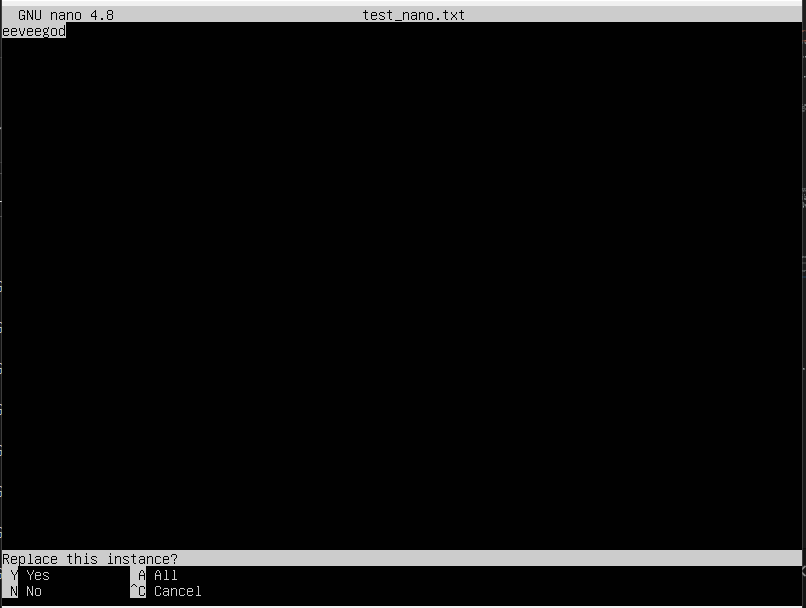 GNU nano 4.8 test_nano.txt
eeveegod
Replace this instance?
Y Yes A All
N No ^C Cancel